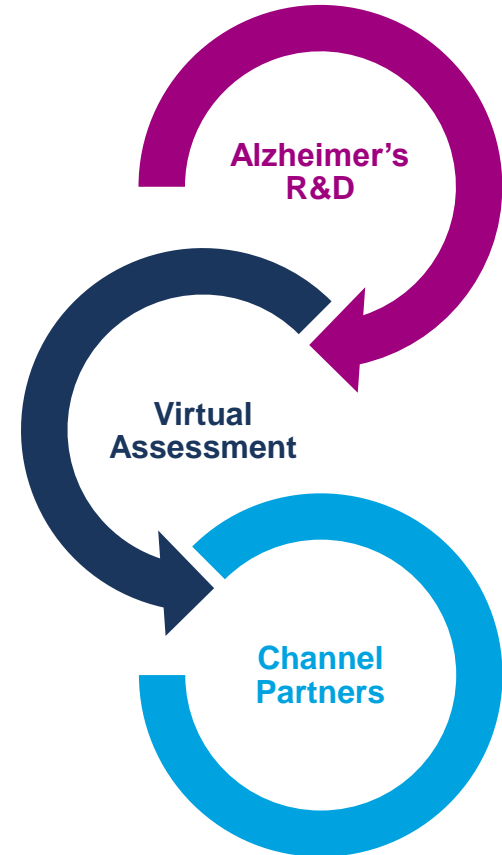 Alzheimer’s
R&D
Virtual
Assessment
Channel
Partners